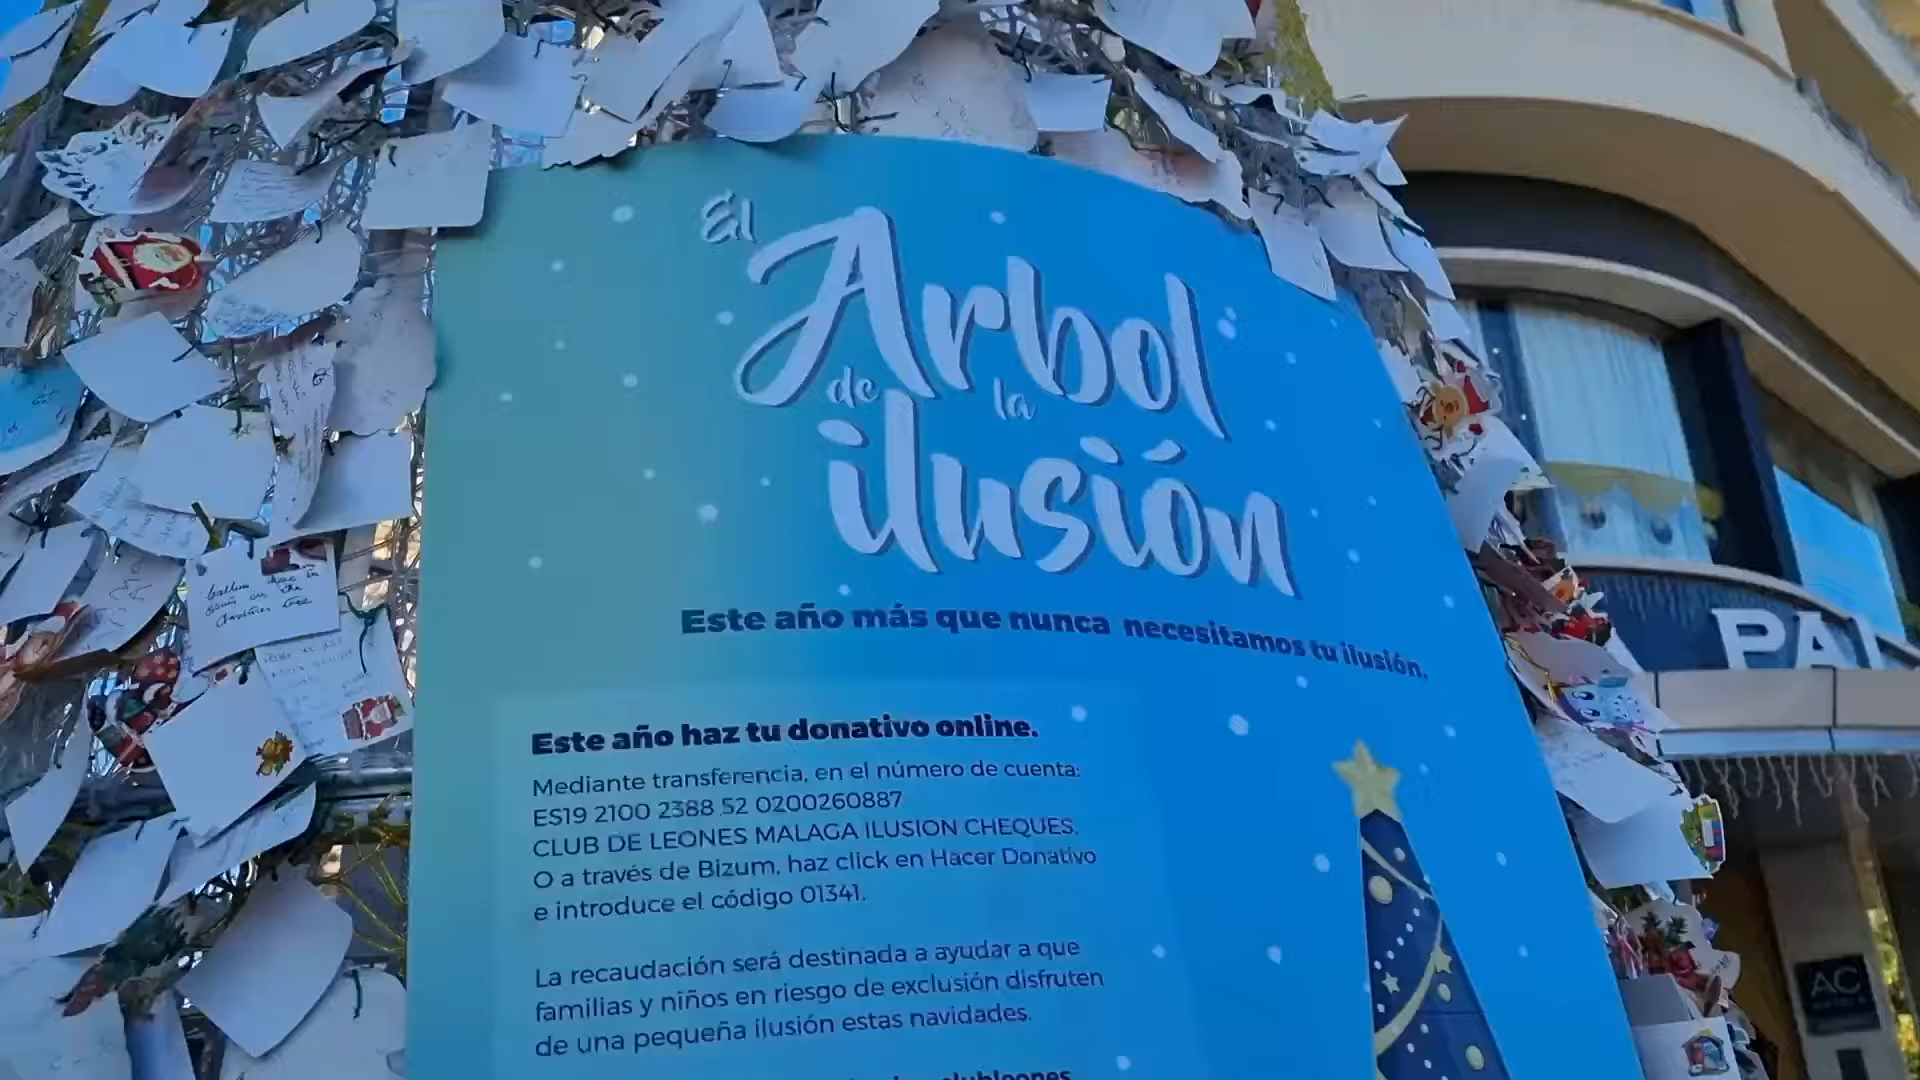 El
Arbol
de la
ilusión
Este año más que nunca necesitamos tu ilusión.
Este año haz tu donativo online.
Mediante transferencia, en el número de cuenta:
ES19 2100 2388 52 0200260887
CLUB DE LEONES MALAGA ILUSION CHEQUES.
O a través de Bizum, haz click en Hacer Donativo
e introduce el código 01341.
La recaudación será destinada a ayudar a que
familias y niños en riesgo de exclusión disfruten
de una pequeña ilusión estas navidades.
PA
AC